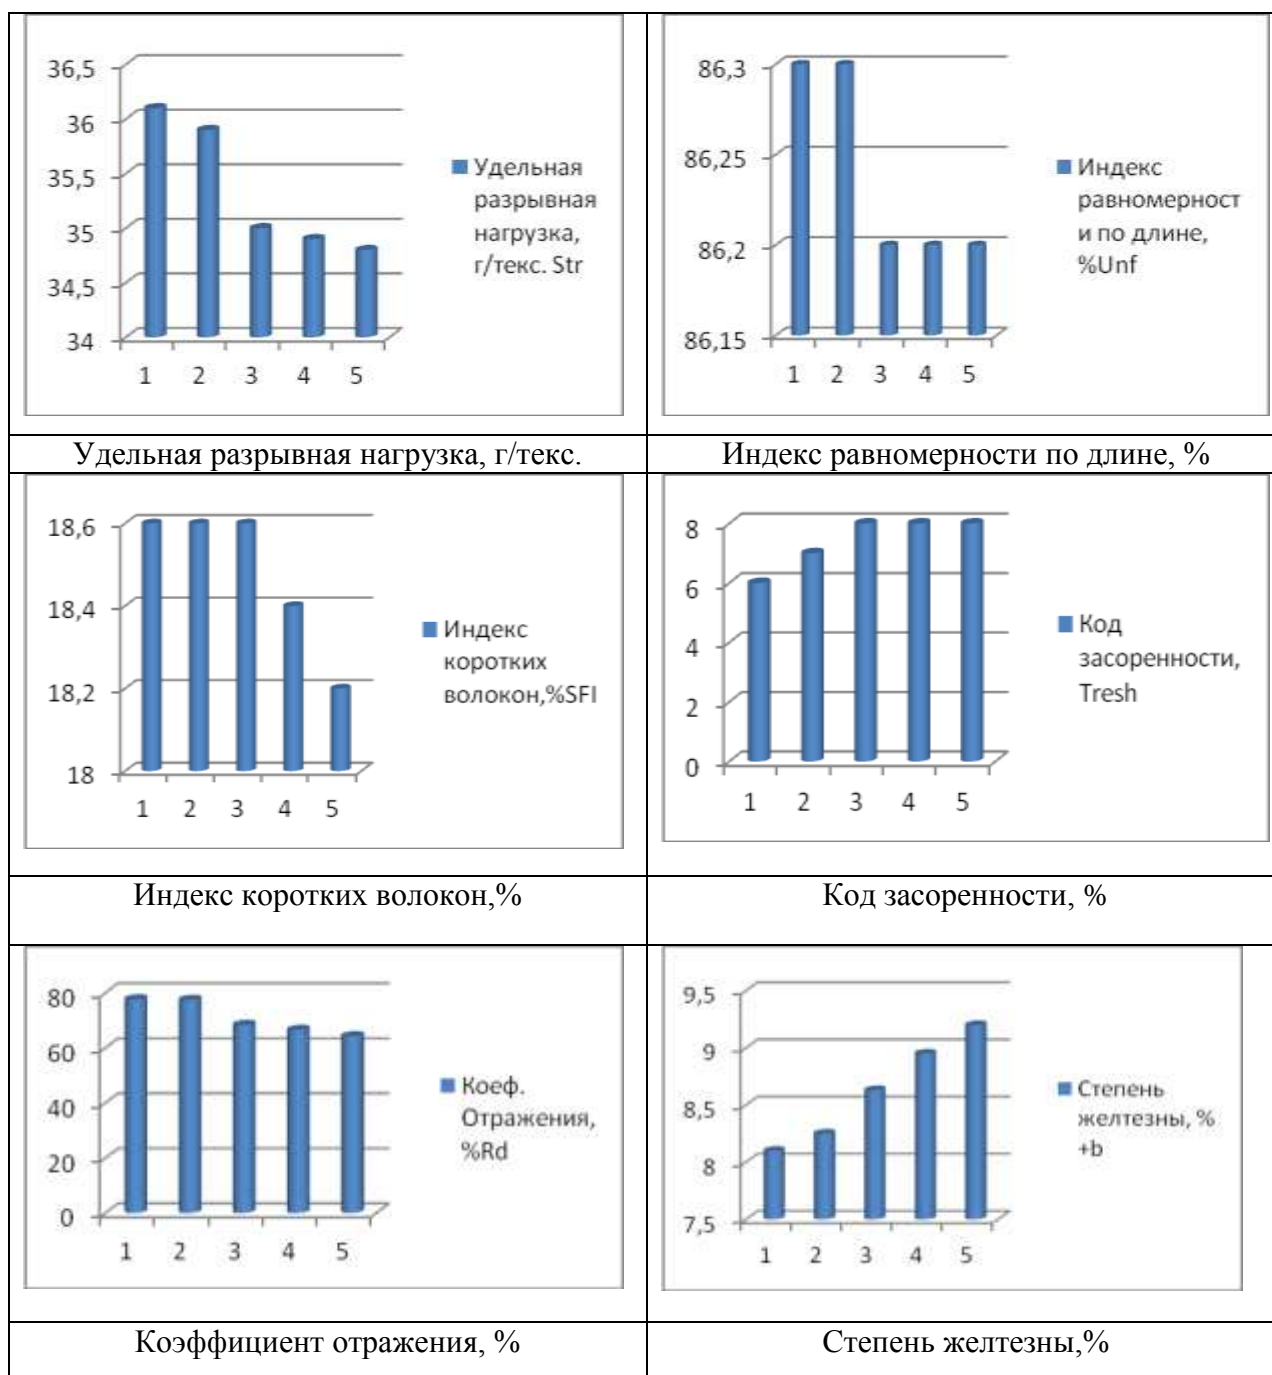 36,5
36
35,5
35
34,5
34
1 2 3 4 5
Удельная
разрывная
нагрузка,
г/текс. Str
86,3
86,25
86,2
86,15
1 2 3 4 5
Индекс
равномерност
и по длине,
%Unf
Удельная разрывная нагрузка, г/текс.
Индекс равномерности по длине, %
18,6
18,4
18,2
18
1 2 3 4 5
Индекс
коротких
волокон,%SFI
8
6
4
2
0
1 2 3 4 5
Код
засоренности,
Tresh
Индекс коротких волокон,%
Код засоренности, %
80
60
40
20
0
1 2 3 4 5
Коеф.
Отражения,
%Rd
9,5
9
8,5
8
7,5
1 2 3 4 5
Степень
желтезны, %
+b
Коэффициент отражения, %
Степень желтезны,%